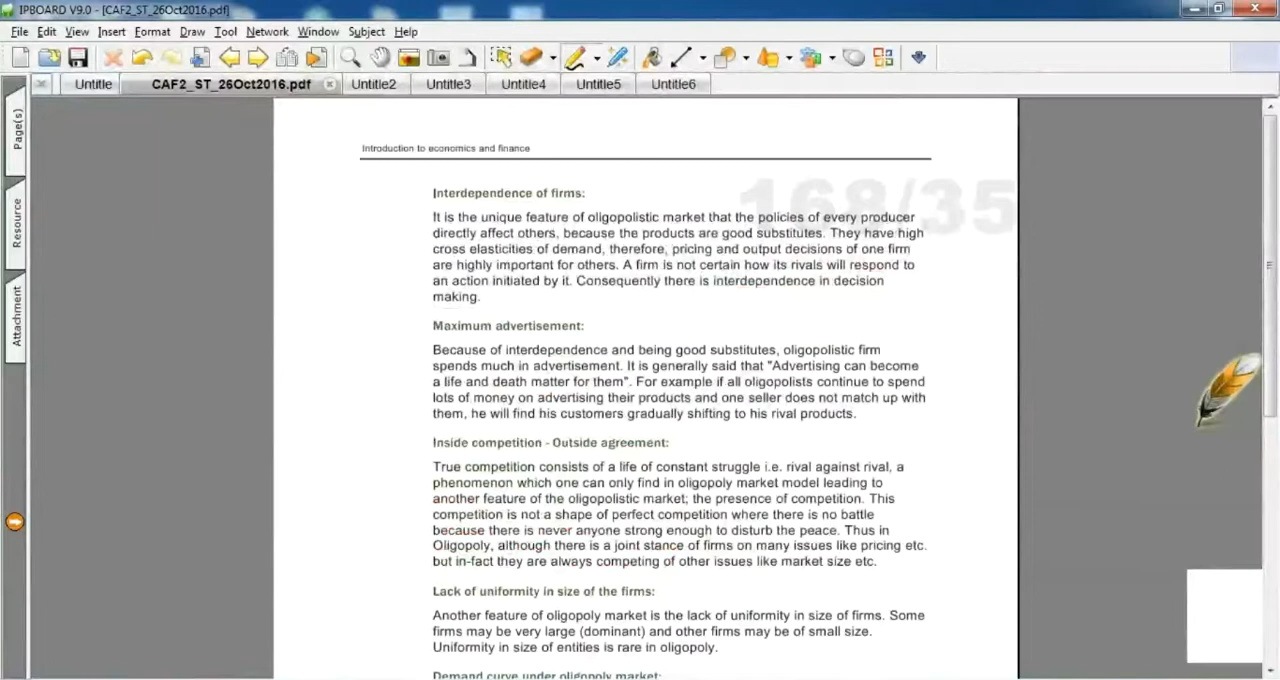 IPBOARD V9.0 - [CAF2_ST_26Oct2016.pdf]
File Edit View Insert Format Draw Tool Network Window Subject Help
Untitle CAF2_ST_26Oct2016.pdf Untitle2 Untitle3 Untitle4 Untitle5 Untitle6
Page(s)
Resource
Attachment
Introduction to economics and finance
168/35
Interdependence of firms:
It is the unique feature of oligopolistic market that the policies of every producer
directly affect others, because the products are good substitutes. They have high
cross elasticities of demand, therefore, pricing and output decisions of one firm
are highly important for others. A firm is not certain how its rivals will respond to
an action initiated by it. Consequently there is interdependence in decision
making.
Maximum advertisement:
Because of interdependence and being good substitutes, oligopolistic firm
spends much in advertisement. It is generally said that "Advertising can become
a life and death matter for them". For example if all oligopolists continue to spend
lots of money on advertising their products and one seller does not match up with
them, he will find his customers gradually shifting to his rival products.
Inside competition - Outside agreement:
True competition consists of a life of constant struggle i.e. rival against rival, a
phenomenon which one can only find in oligopoly market model leading to
another feature of the oligopolistic market; the presence of competition. This
competition is not a shape of perfect competition where there is no battle
because there is never anyone strong enough to disturb the peace. Thus in
Oligopoly, although there is a joint stance of firms on many issues like pricing etc.
but in-fact they are always competing of other issues like market size etc.
Lack of uniformity in size of the firms:
Another feature of oligopoly market is the lack of uniformity in size of firms. Some
firms may be very large (dominant) and other firms may be of small size.
Uniformity in size of entities is rare in oligopoly.
Demand curve under oligopoly market: